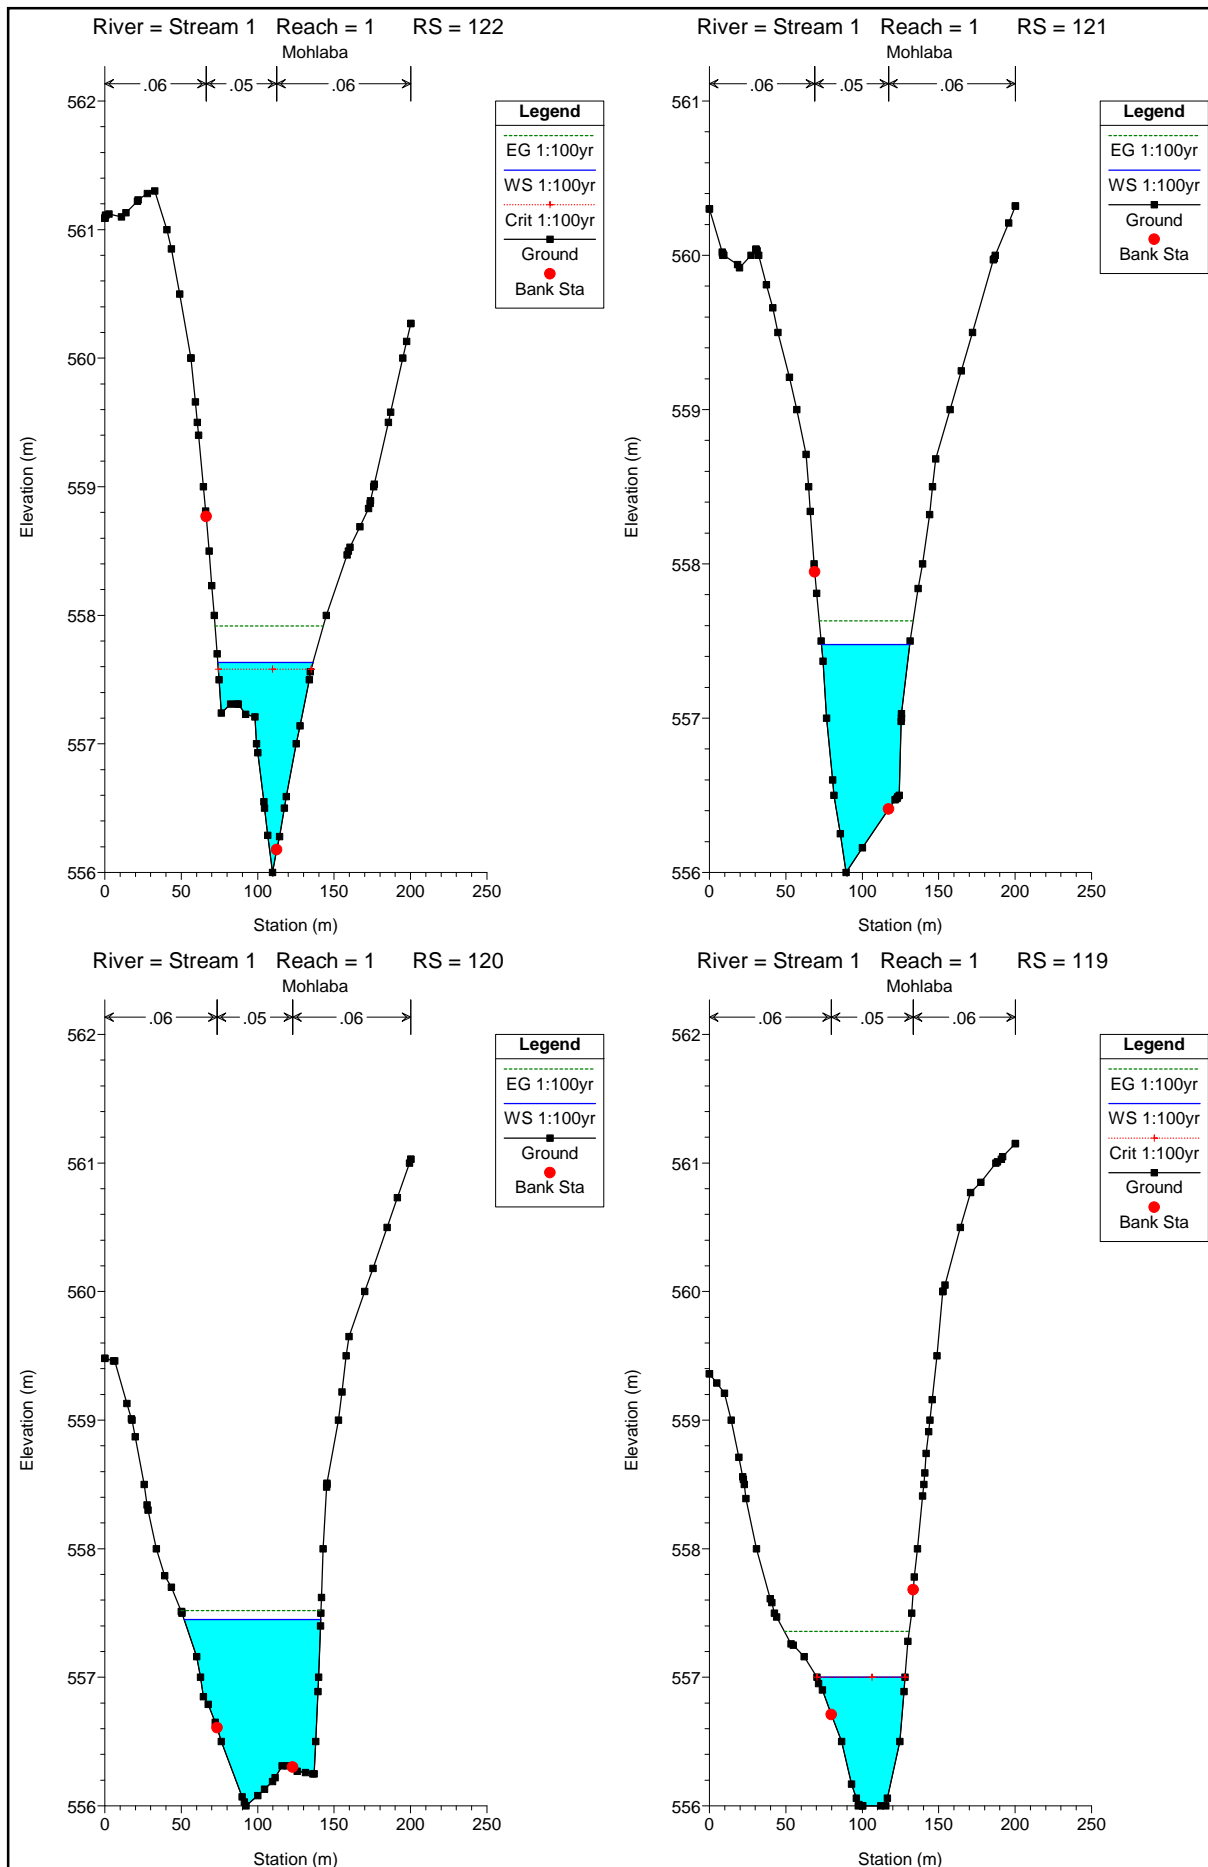 River = Stream 1 Reach = 1 RS = 122
Mohlaba
.06 .05 .06
562
561
560
559
558
557
556
0 50 100 150 200 250
Elevation (m)
Station (m)
Legend
EG 1:100yr
WS 1:100yr
Crit 1:100yr
Ground
Bank Sta
River = Stream 1 Reach = 1 RS = 121
Mohlaba
.06 .05 .06
561
560
559
558
557
556
0 50 100 150 200 250
Elevation (m)
Station (m)
Legend
EG 1:100yr
WS 1:100yr
Ground
Bank Sta
River = Stream 1 Reach = 1 RS = 120
Mohlaba
.06 .05 .06
562
561
560
559
558
557
556
0 50 100 150 200 250
Elevation (m)
Station (m)
Legend
EG 1:100yr
WS 1:100yr
Ground
Bank Sta
River = Stream 1 Reach = 1 RS = 119
Mohlaba
.06 .05 .06
562
561
560
559
558
557
556
0 50 100 150 200 250
Elevation (m)
Station (m)
Legend
EG 1:100yr
WS 1:100yr
Crit 1:100yr
Ground
Bank Sta